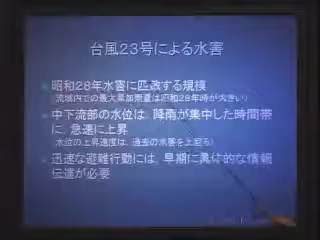 台風23号による水害
昭和28年水害に匹敵する規模
(流域内での最大累加雨量は昭和28年時が大きい)
中下流部の水位は、降雨が集中した時間帯
に、急速に上昇
(水位の上昇速度は、過去の水害を上回る)
迅速な避難行動には、早期に具体的な情報
伝達が必要